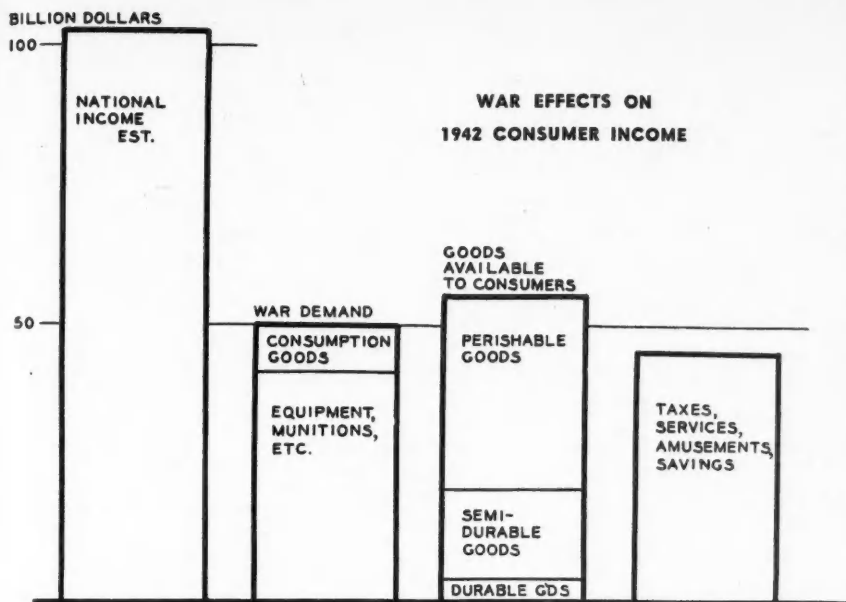 BILLION DOLLARS
100
NATIONAL
INCOME
EST.
WAR EFFECTS ON
1942 CONSUMER INCOME
50
WAR DEMAND
CONSUMPTION
GOODS
EQUIPMENT,
MUNITIONS,
ETC.
GOODS
AVAILABLE
TO CONSUMERS
PERISHABLE
GOODS
SEMI-
DURABLE
GOODS
DURABLE GDS
TAXES,
SERVICES,
AMUSEMENTS,
SAVINGS